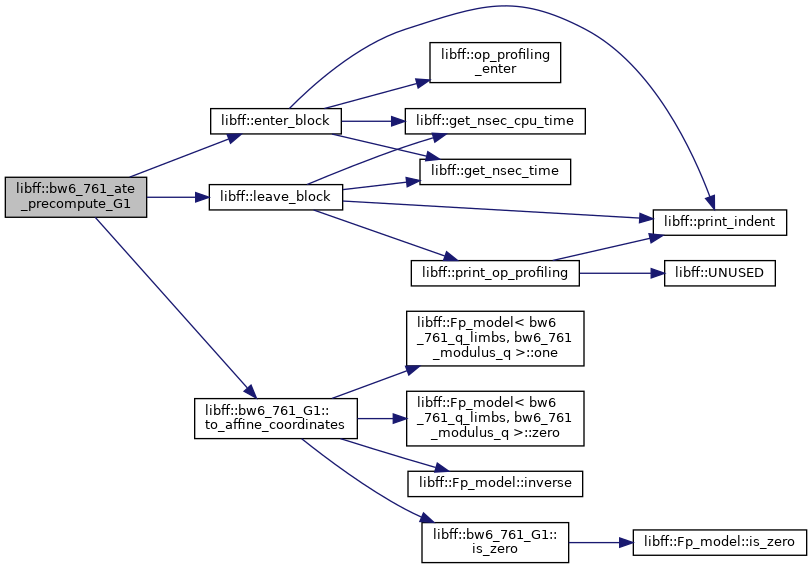 libff::bw6_761_ate
_precompute_G1
libff::enter_block
libff::leave_block
libff::bw6_761_G1::
to_affine_coordinates
libff::op_profiling
_enter
libff::get_nsec_cpu_time
libff::get_nsec_time
libff::print_indent
libff::print_op_profiling
libff::UNUSED
libff::Fp_model< bw6
_761_q_limbs, bw6_761
_modulus_q >::one
libff::Fp_model< bw6
_761_q_limbs, bw6_761
_modulus_q >::zero
libff::Fp_model::inverse
libff::bw6_761_G1::
is_zero
libff::Fp_model::is_zero